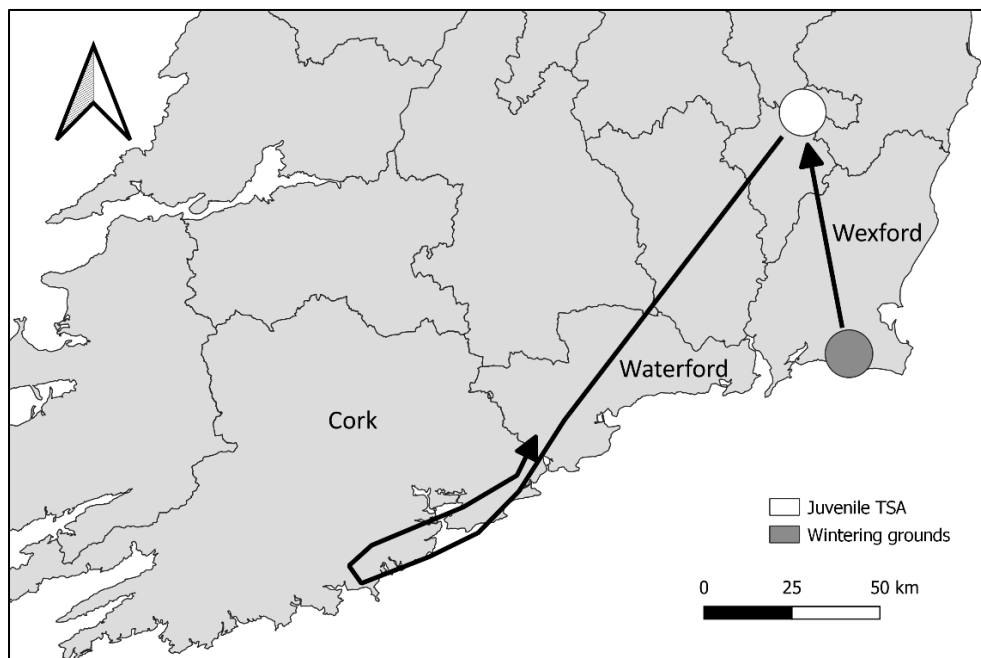 Wexford
Waterford
Cork
Juvenile TSA
Wintering grounds
0 25 50 km